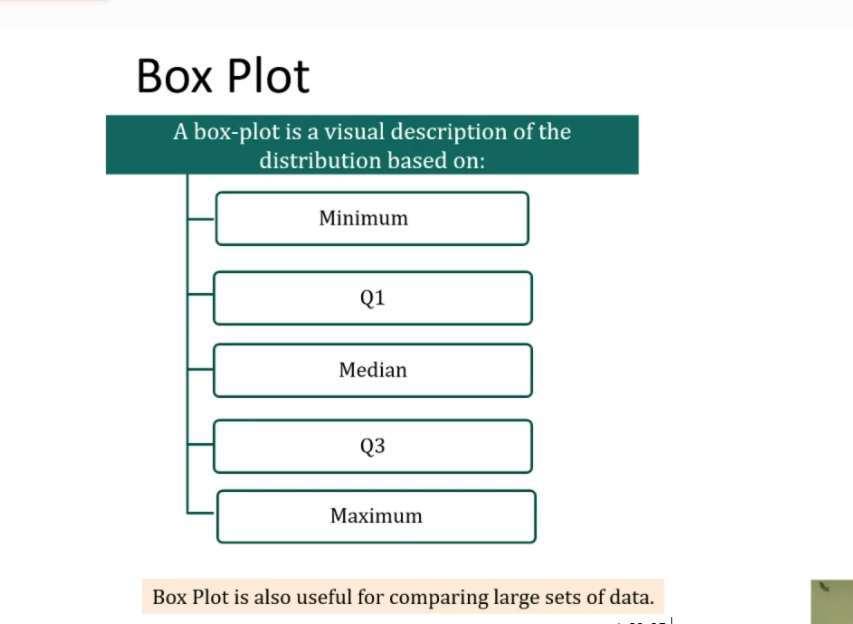 Box Plot
A box-plot is a visual description of the
distribution based on:
Minimum
Q1
Median
Q3
Maximum
Box Plot is also useful for comparing large sets of data.